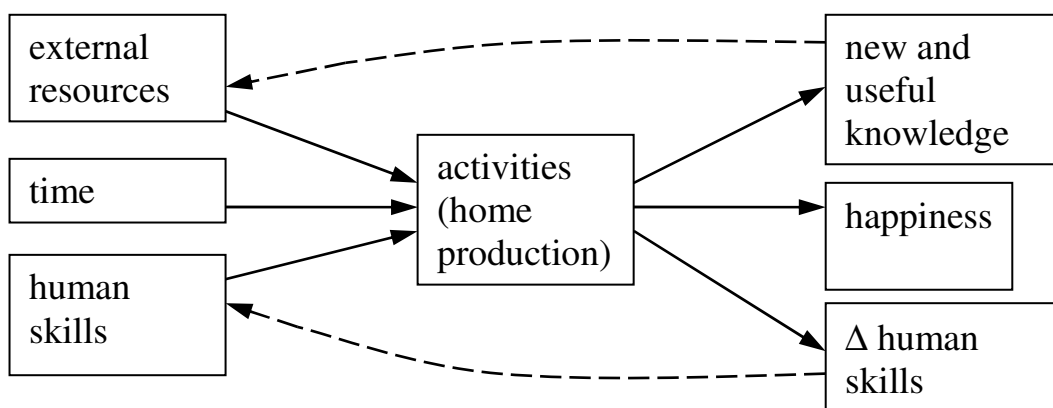 external
resources
time
human
skills
activities
(home
production)
new and
useful
knowledge
happiness
Δ human
skills